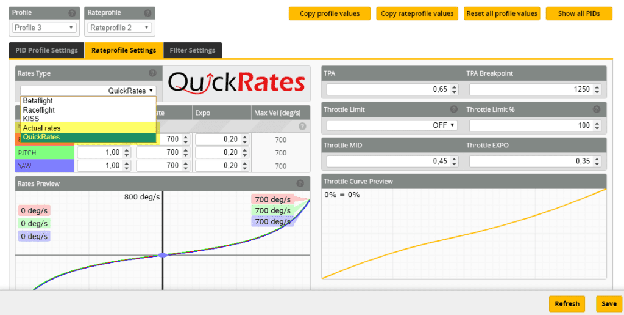 Profile
Rateprofile
Profile 3
Rateprofile 2
Copy profile values
Copy rateprofile values
Reset all profile values
Show all PIDs
PID Profile Settings
Rateprofile Settings
Filter Settings
Rates Type
QuickRates
QuickRates
Betaflight
Raceflight
KISS
Actual rates
QuickRates
Expo
Max Vel [deg/s]
700
0,20
700
PITCH
1,00
700
0,20
700
YAW
1,00
700
0,20
700
Rates Preview
800 deg/s
0 deg/s
0 deg/s
0 deg/s
700 deg/s
700 deg/s
700 deg/s
TPA
TPA Breakpoint
0,65
1250
Throttle Limit
Throttle Limit %
OFF
100
Throttle MID
Throttle EXPO
0,45
0,35
Throttle Curve Preview
0% = 0%
Refresh
Save